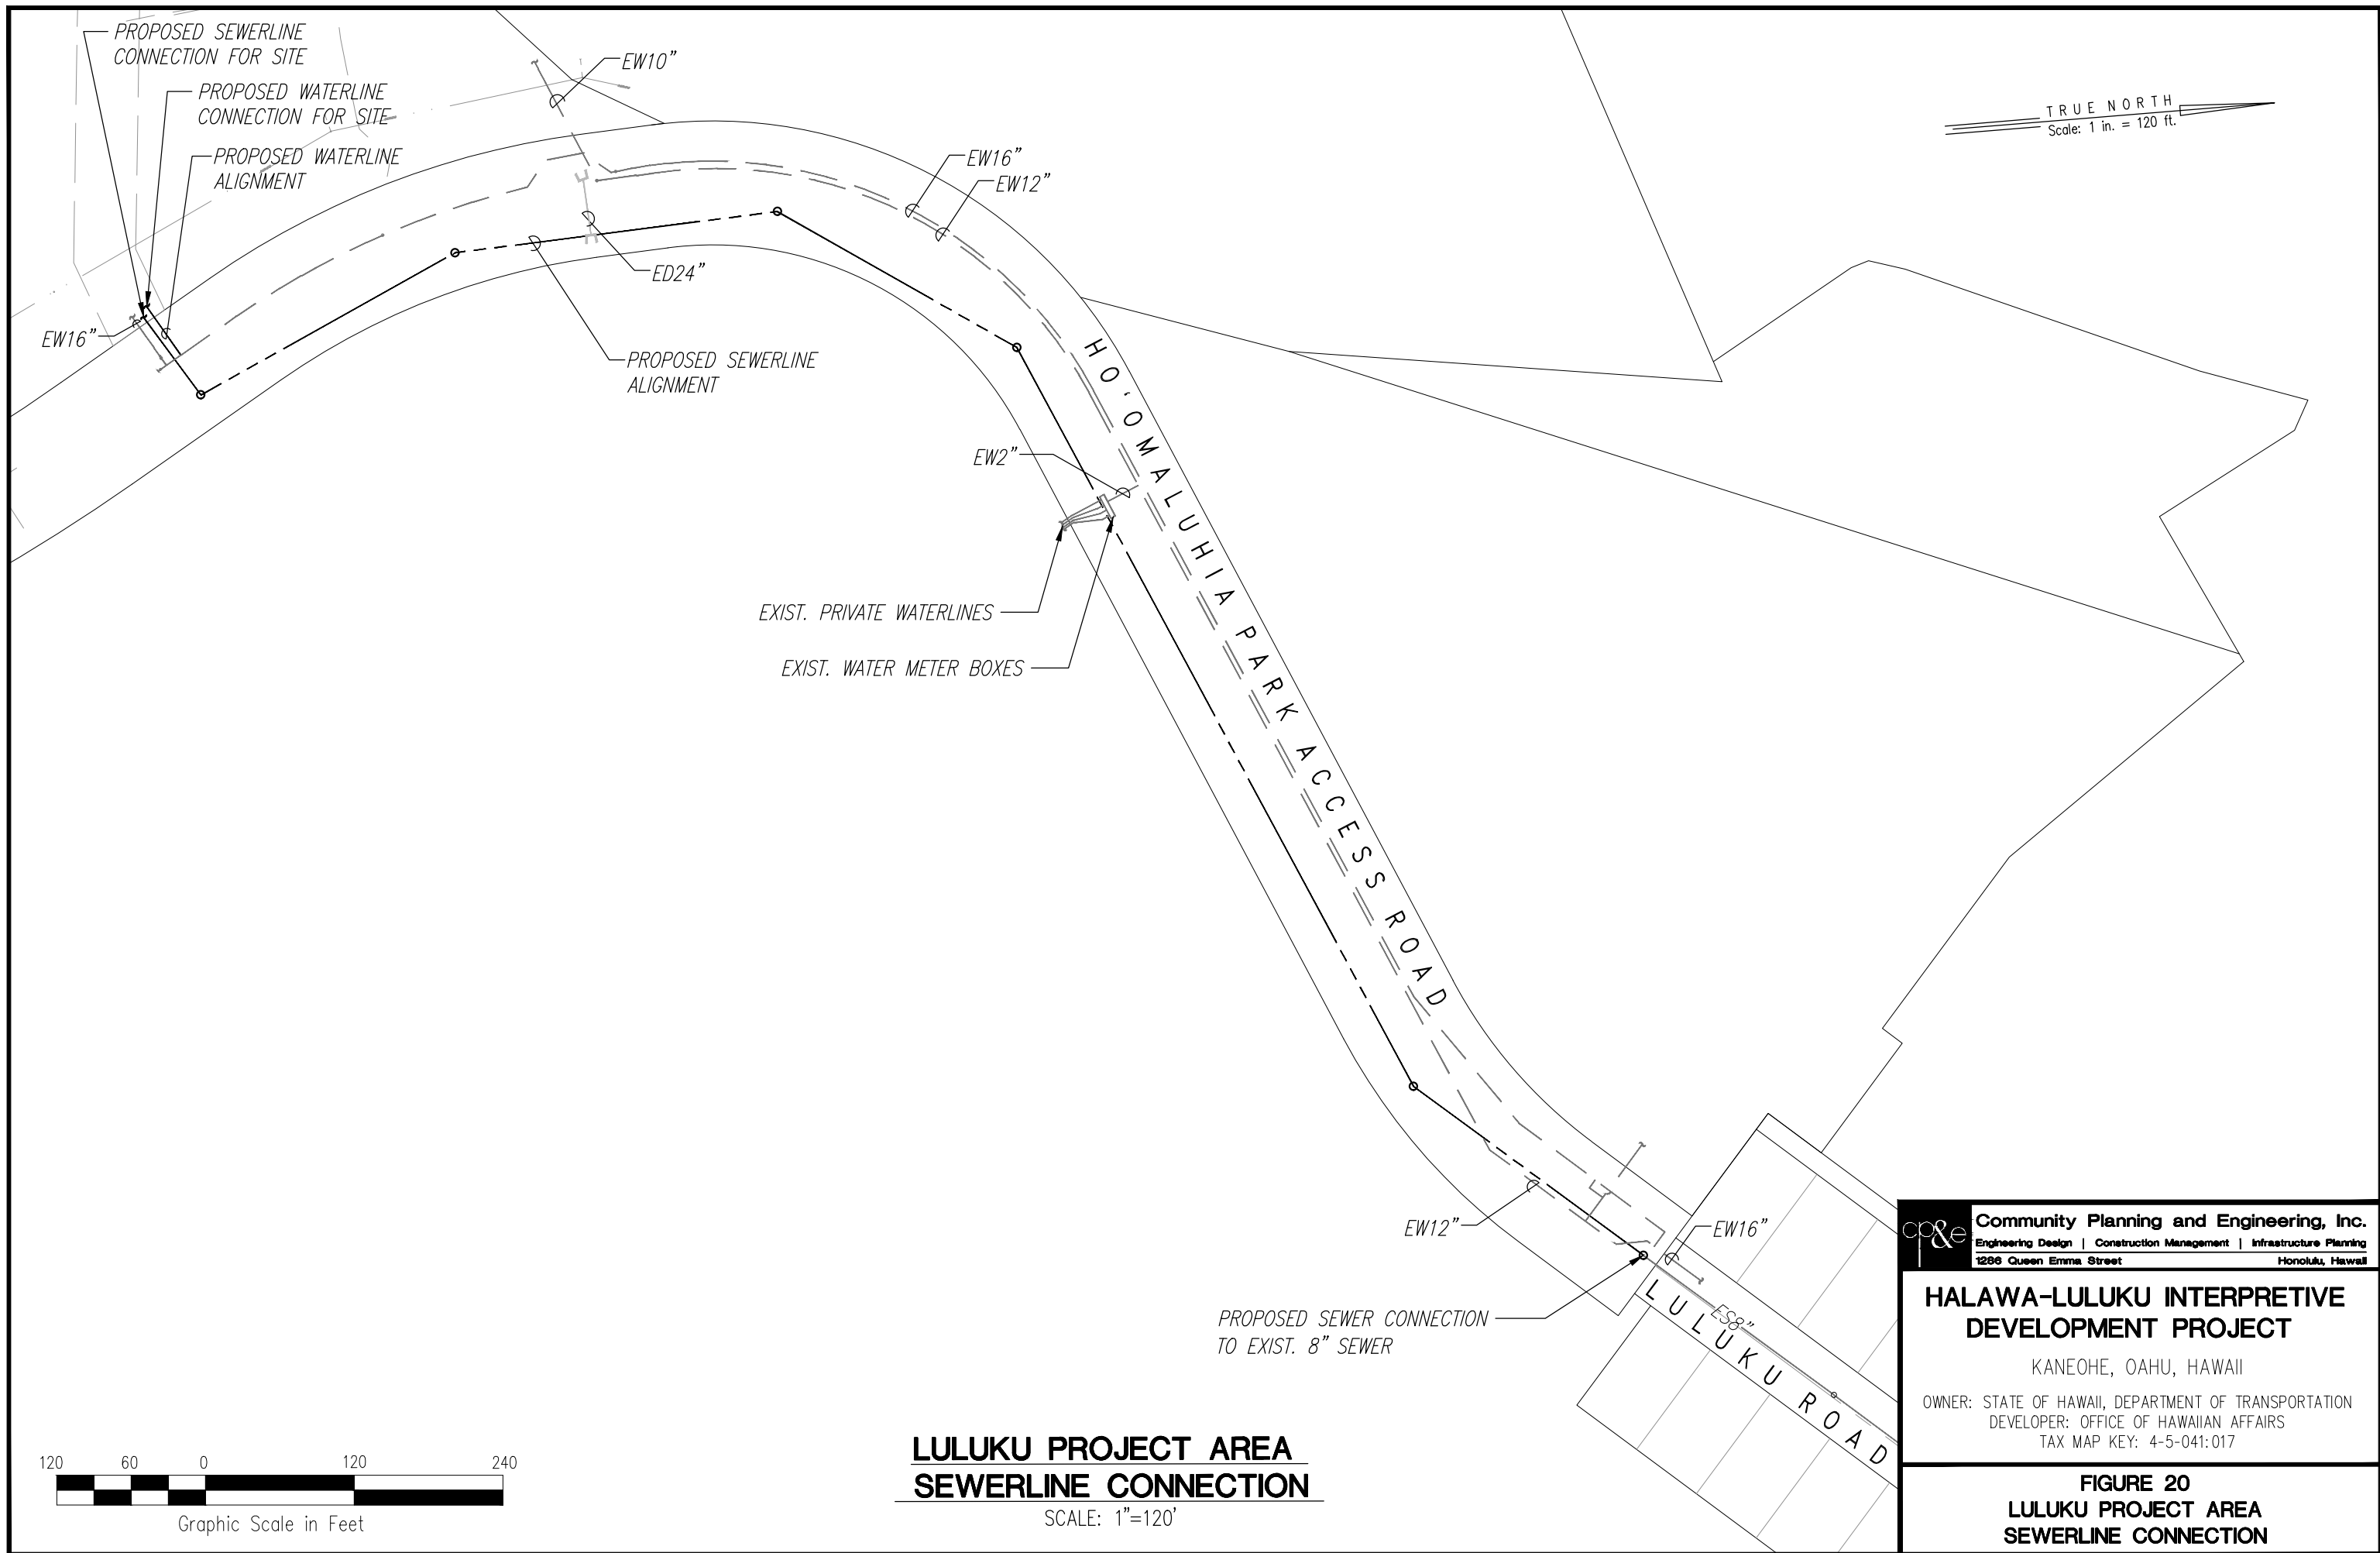 PROPOSED SEWERLINE
CONNECTION FOR SITE
PROPOSED WATERLINE
CONNECTION FOR SITE
PROPOSED WATERLINE
ALIGNMENT
EW16"
EW10"
ED24"
PROPOSED SEWERLINE
ALIGNMENT
EW16"
EW12"
TRUE NORTH
Scale: 1 in. = 120 ft.
HO'OMALUHIA PARK ACCESS ROAD
EW2"
EXIST. PRIVATE WATERLINES
EXIST. WATER METER BOXES
EW12"
EW16"
PROPOSED SEWER CONNECTION
TO EXIST. 8" SEWER
ES8"
LULUKU ROAD
120 60 0 120 240
Graphic Scale in Feet
LULUKU PROJECT AREA
SEWERLINE CONNECTION
SCALE: 1"=120'
cp&e
Community Planning and Engineering, Inc.
Engineering Design | Construction Management | Infrastructure Planning
1286 Queen Emma Street Honolulu, Hawaii
HALAWA-LULUKU INTERPRETIVE
DEVELOPMENT PROJECT
KANEOHE, OAHU, HAWAII
OWNER: STATE OF HAWAII, DEPARTMENT OF TRANSPORTATION
DEVELOPER: OFFICE OF HAWAIIAN AFFAIRS
TAX MAP KEY: 4-5-041:017
FIGURE 20
LULUKU PROJECT AREA
SEWERLINE CONNECTION